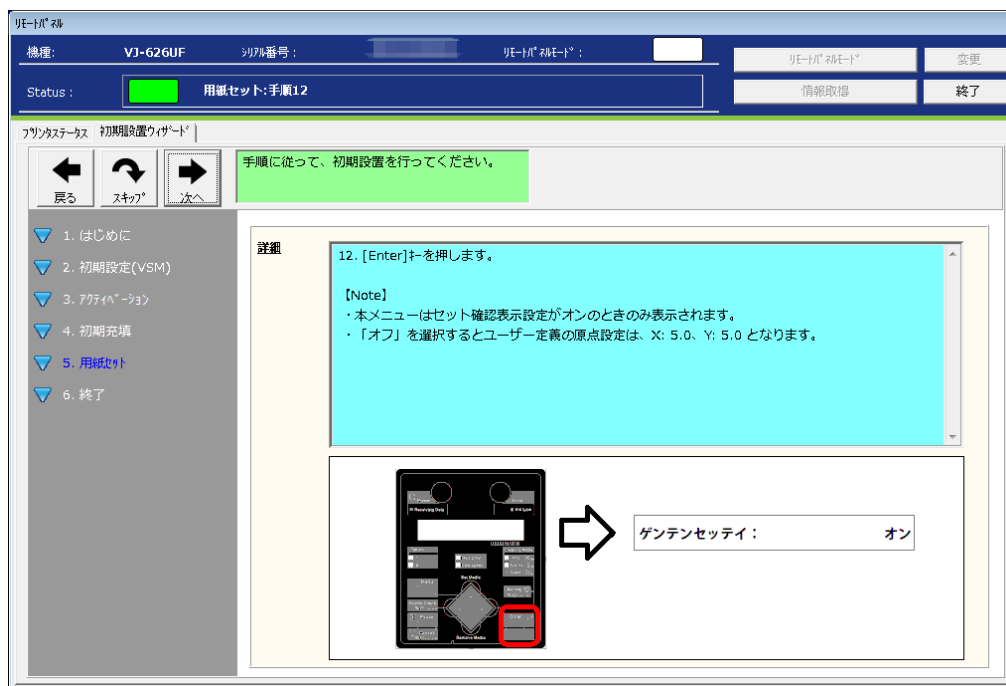 ﾘﾓｰﾄﾊﾟﾈﾙ
機種: VJ-626UF ｼﾘｱﾙ番号: ﾘﾓｰﾄﾊﾟﾈﾙﾓｰﾄﾞ:
ﾘﾓｰﾄﾊﾟﾈﾙﾓｰﾄﾞ 変更
Status: 用紙セット:手順12
情報取得 終了
ﾌﾟﾘﾝﾀｽﾃｰﾀｽ 初期設置ｳｨｻﾞｰﾄﾞ
戻る ｽｷｯﾌﾟ 次へ
手順に従って、初期設置を行ってください。
1. はじめに
2. 初期設定(VSM)
3. ｱｸﾃｨﾍﾞｰｼｮﾝ
4. 初期充填
5. 用紙ｾｯﾄ
6. 終了
詳細
12. [Enter]ｷｰを押します。
【Note】
・本メニューはセット確認表示設定がオンのときのみ表示されます。
・「オフ」を選択するとユーザー定義の原点設定は、X: 5.0、Y: 5.0 となります。
Receiving Data
Set Media
Remove Media
ゲンテンセッテイ: オン